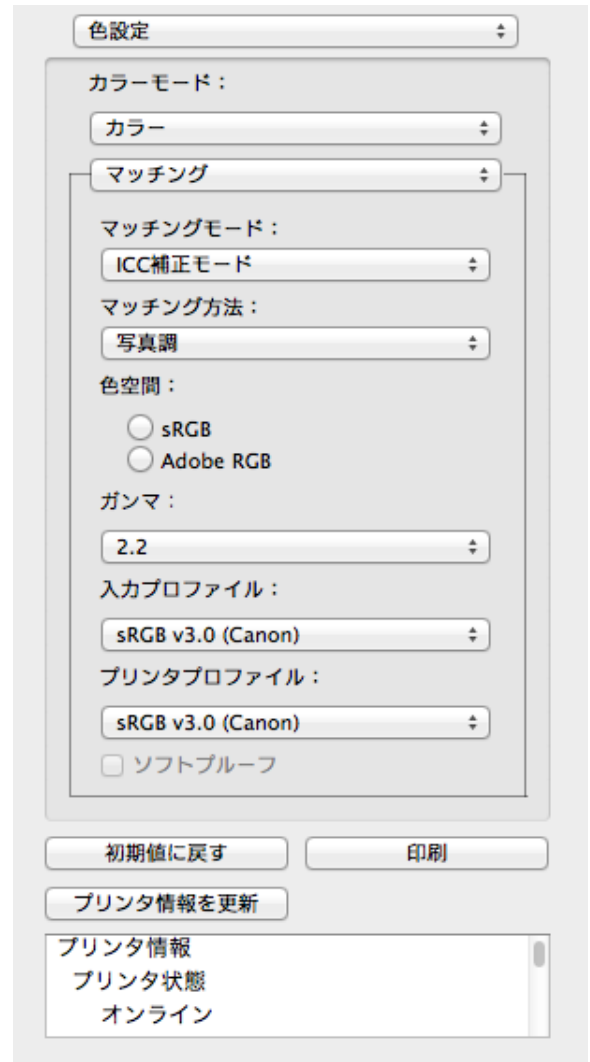 色設定
カラーモード：
カラー
マッチング
マッチングモード：
ICC補正モード
マッチング方法：
写真調
色空間：
sRGB
Adobe RGB
ガンマ：
2.2
入力プロファイル：
sRGB v3.0 (Canon)
プリンタプロファイル：
sRGB v3.0 (Canon)
ソフトプルーフ
初期値に戻す
印刷
プリンタ情報を更新
プリンタ情報
プリンタ状態
オンライン